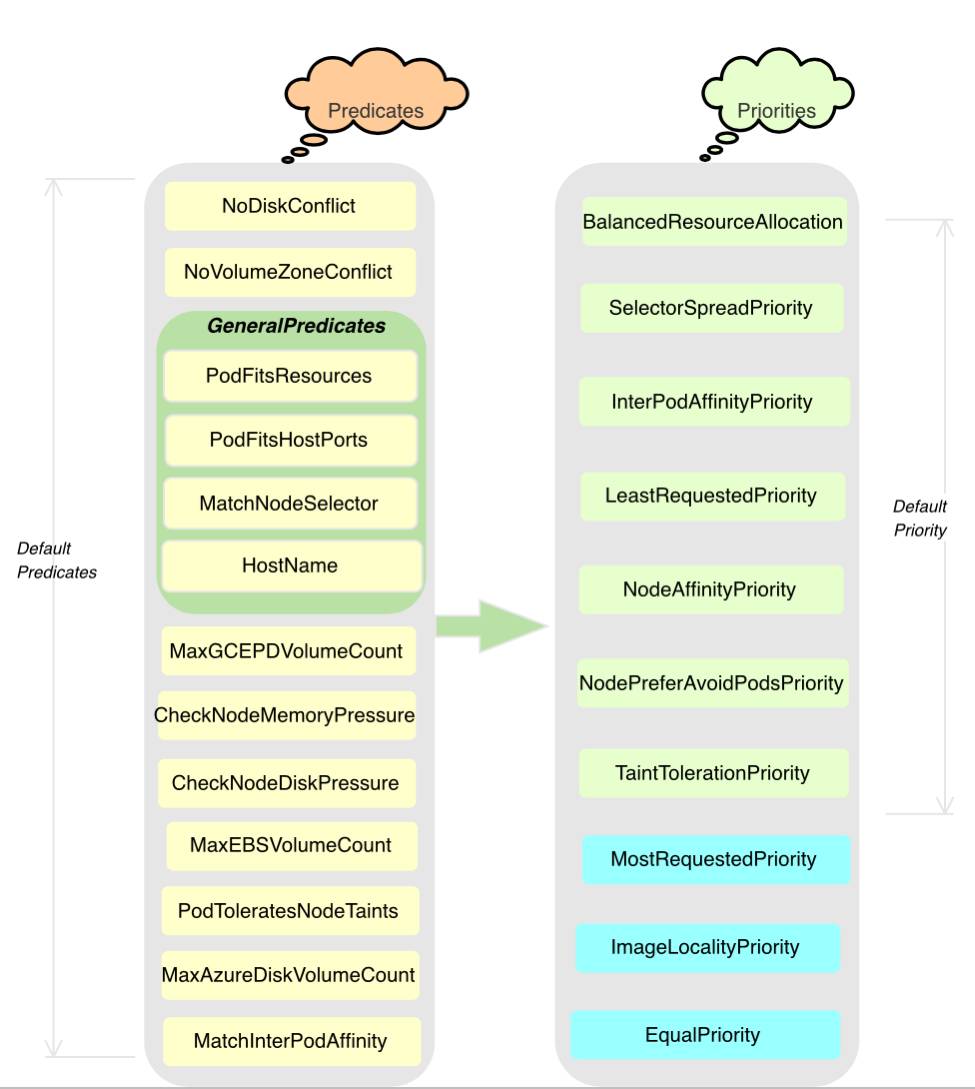 Predicates
Priorities
NoDiskConflict
NoVolumeZoneConflict
GeneralPredicates
PodFitsResources
PodFitsHostPorts
MatchNodeSelector
HostName
MaxGCEPDVolumeCount
CheckNodeMemoryPressure
CheckNodeDiskPressure
MaxEBSVolumeCount
PodToleratesNodeTaints
MaxAzureDiskVolumeCount
MatchInterPodAffinity
Default
Predicates
BalancedResourceAllocation
SelectorSpreadPriority
InterPodAffinityPriority
LeastRequestedPriority
NodeAffinityPriority
NodePreferAvoidPodsPriority
TaintTolerationPriority
MostRequestedPriority
ImageLocalityPriority
EqualPriority
Default
Priority